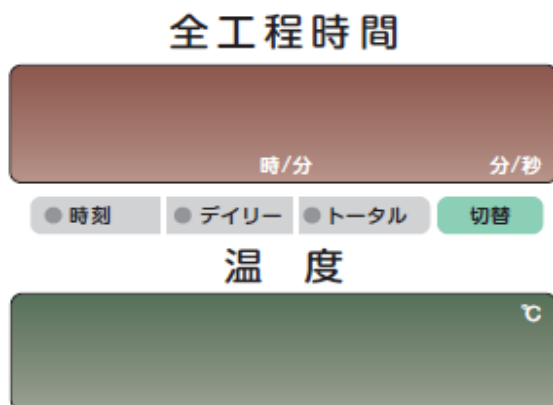 全工程時間
時/分 分/秒
時刻 デイリー トータル 切替
温 度
℃